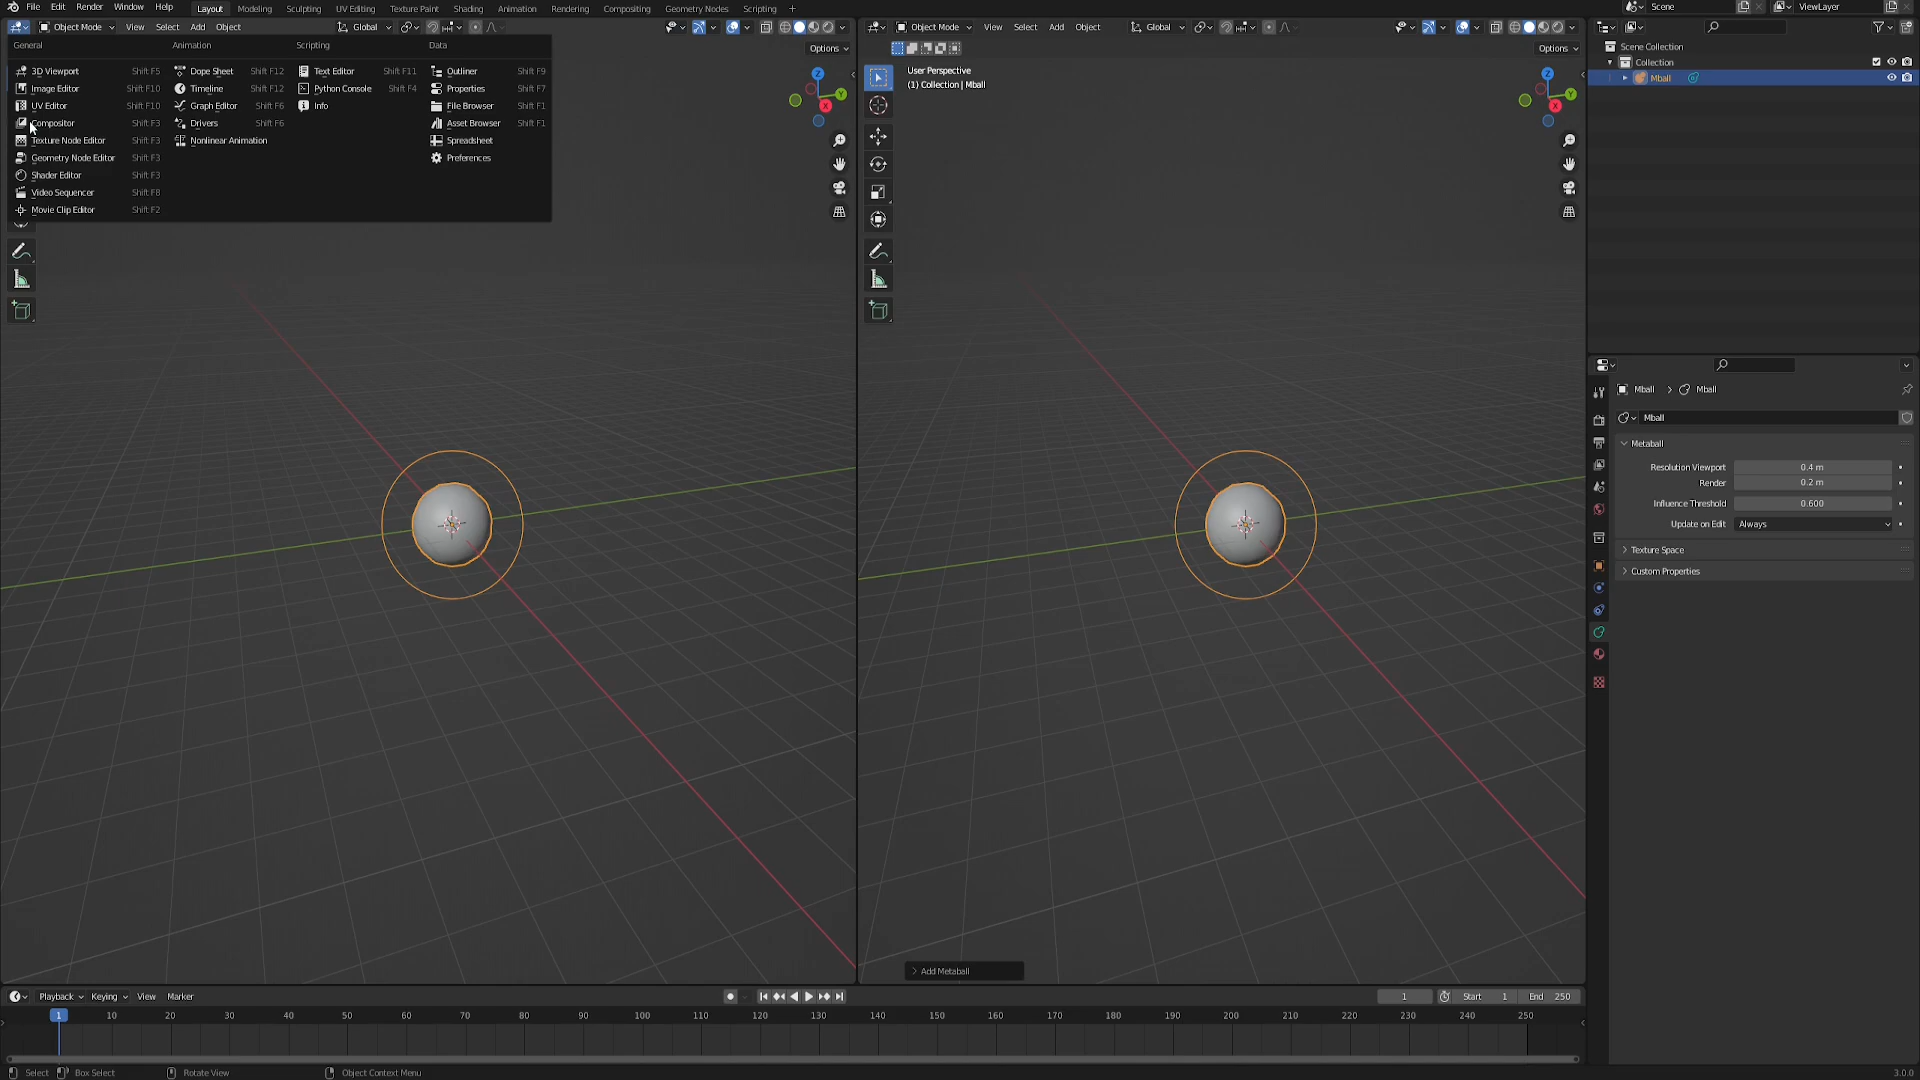 File Edit Render Window Help Layout Modeling Sculpting UV Editing Texture Paint Shading Animation Rendering Compositing Geometry Nodes Scripting + Scene ViewLayer
Object Mode View Select Add Object Global
Object Mode View Select Add Object Global
Options
Options
General Animation Scripting Data
3D Viewport Shift F5 Dope Sheet Shift F12 Text Editor Shift F11 Outliner Shift F9
Image Editor Shift F10 Timeline Shift F12 Python Console Shift F4 Properties Shift F7
UV Editor Shift F10 Graph Editor Shift F6 Info File Browser Shift F1
Compositor Shift F3 Drivers Shift F6 Asset Browser Shift F1
Texture Node Editor Shift F3 Nonlinear Animation Spreadsheet
Geometry Node Editor Shift F3 Preferences
Shader Editor Shift F3
Video Sequencer Shift F8
Movie Clip Editor Shift F2
Z
Y
X
User Perspective
(1) Collection | Mball
Z
Y
X
Add Metaball
Scene Collection
Collection
Mball
Mball > Mball
Mball
Metaball
Resolution Viewport 0.4 m
Render 0.2 m
Influence Threshold 0.600
Update on Edit Always
Texture Space
Custom Properties
Playback Keying View Marker 1 Start 1 End 250
1 10 20 30 40 50 60 70 80 90 100 110 120 130 140 150 160 170 180 190 200 210 220 230 240 250
Select Box Select Rotate View Object Context Menu 3.0.0